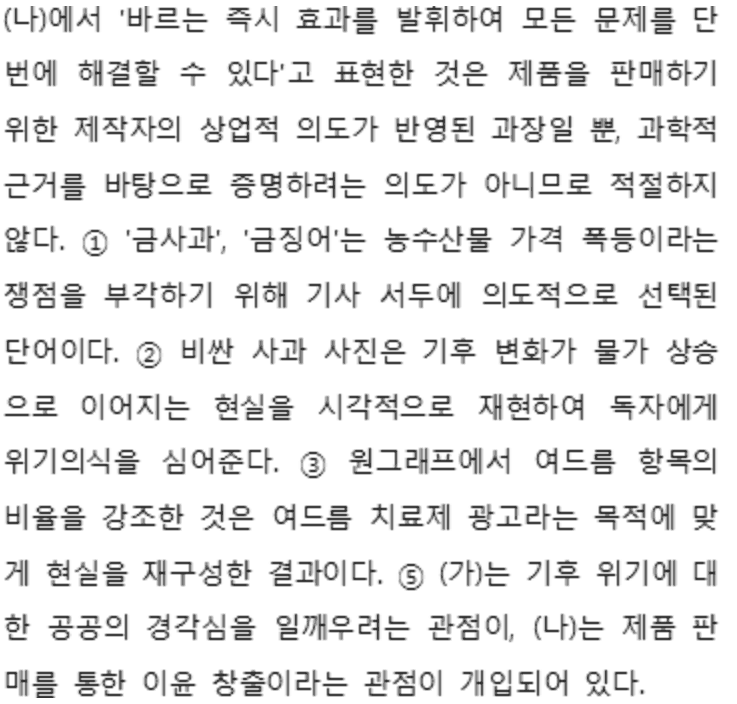 (나)에서 '바르는 즉시 효과를 발휘하여 모든 문제를 단
번에 해결할 수 있다'고 표현한 것은 제품을 판매하기
위한 제작자의 상업적 의도가 반영된 과장일 뿐, 과학적
근거를 바탕으로 증명하려는 의도가 아니므로 적절하지
않다. ① '금사과', '금징어'는 농수산물 가격 폭등이라는
쟁점을 부각하기 위해 기사 서두에 의도적으로 선택된
단어이다. ② 비싼 사과 사진은 기후 변화가 물가 상승
으로 이어지는 현실을 시각적으로 재현하여 독자에게
위기의식을 심어준다. ③ 원그래프에서 여드름 항목의
비율을 강조한 것은 여드름 치료제 광고라는 목적에 맞
게 현실을 재구성한 결과이다. ⑤ (가)는 기후 위기에 대
한 공공의 경각심을 일깨우려는 관점이, (나)는 제품 판
매를 통한 이윤 창출이라는 관점이 개입되어 있다.